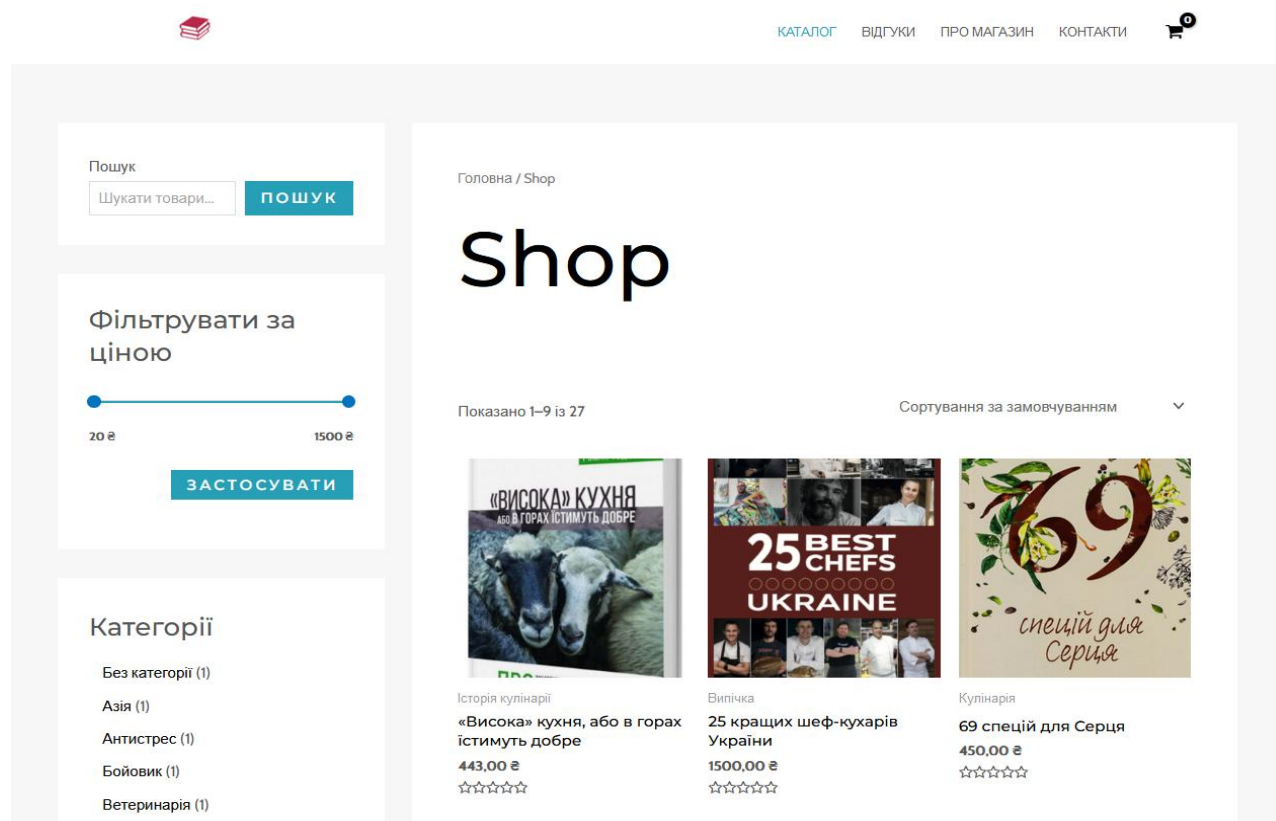 КАТАЛОГ ВІДГУКИ ПРО МАГАЗИН КОНТАКТИ 0
Пошук
Шукати товари... ПОШУК
Фільтрувати за
ціною
20 ₴ 1500 ₴
ЗАСТОСУВАТИ
Категорії
Без категорії (1)
Азія (1)
Антистрес (1)
Бойовик (1)
Ветеринарія (1)
Головна / Shop
Shop
Показано 1–9 із 27 Сортування за замовчуванням
«ВИСОКА» КУХНЯ
АБО В ГОРАХ ЇСТИМУТЬ ДОБРЕ
ПРО
Історія кулінарії
«Висока» кухня, або в горах
їстимуть добре
443,00 ₴
25 BEST
CHEFS
UKRAINE
Випічка
25 кращих шеф-кухарів
України
1500,00 ₴
69
спецій для
Серця
Кулінарія
69 спецій для Серця
450,00 ₴